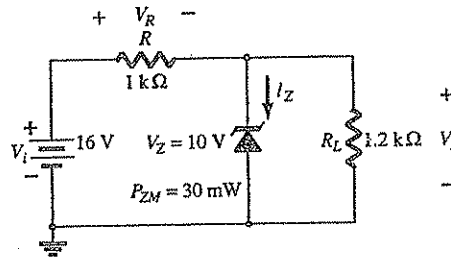 + V_R −
R
1 kΩ
I_Z
+
V_i
−
16 V
V_Z = 10 V
R_L
1.2 kΩ
+
V
−
P_ZM = 30 mW